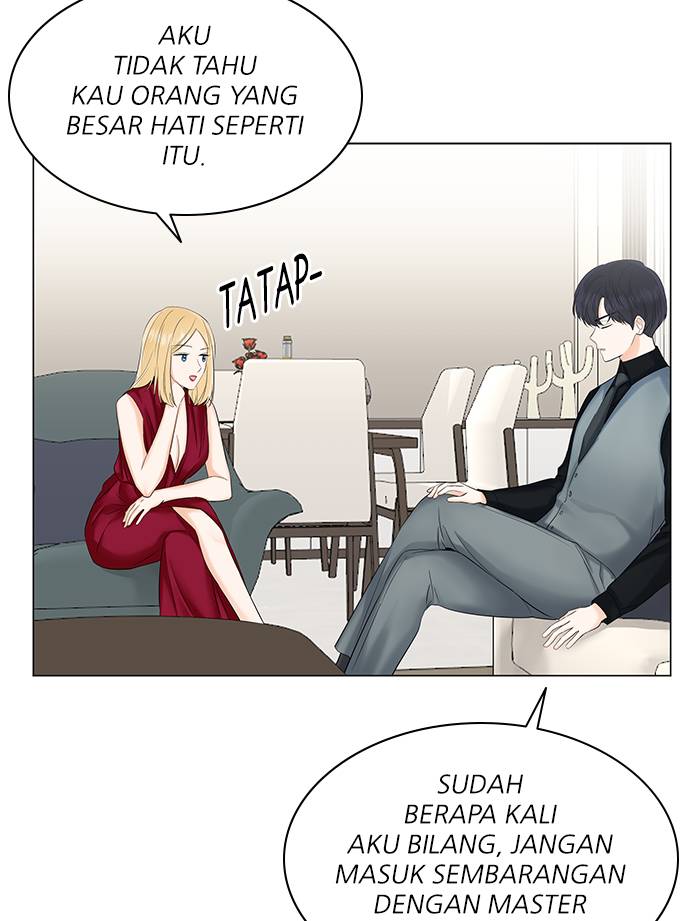 AKU
TIDAK TAHU
KAU ORANG YANG
BESAR HATI SEPERTI
ITU.
TATAP-
SUDAH
BERAPA KALI
AKU BILANG, JANGAN
MASUK SEMBARANGAN
DENGAN MASTER